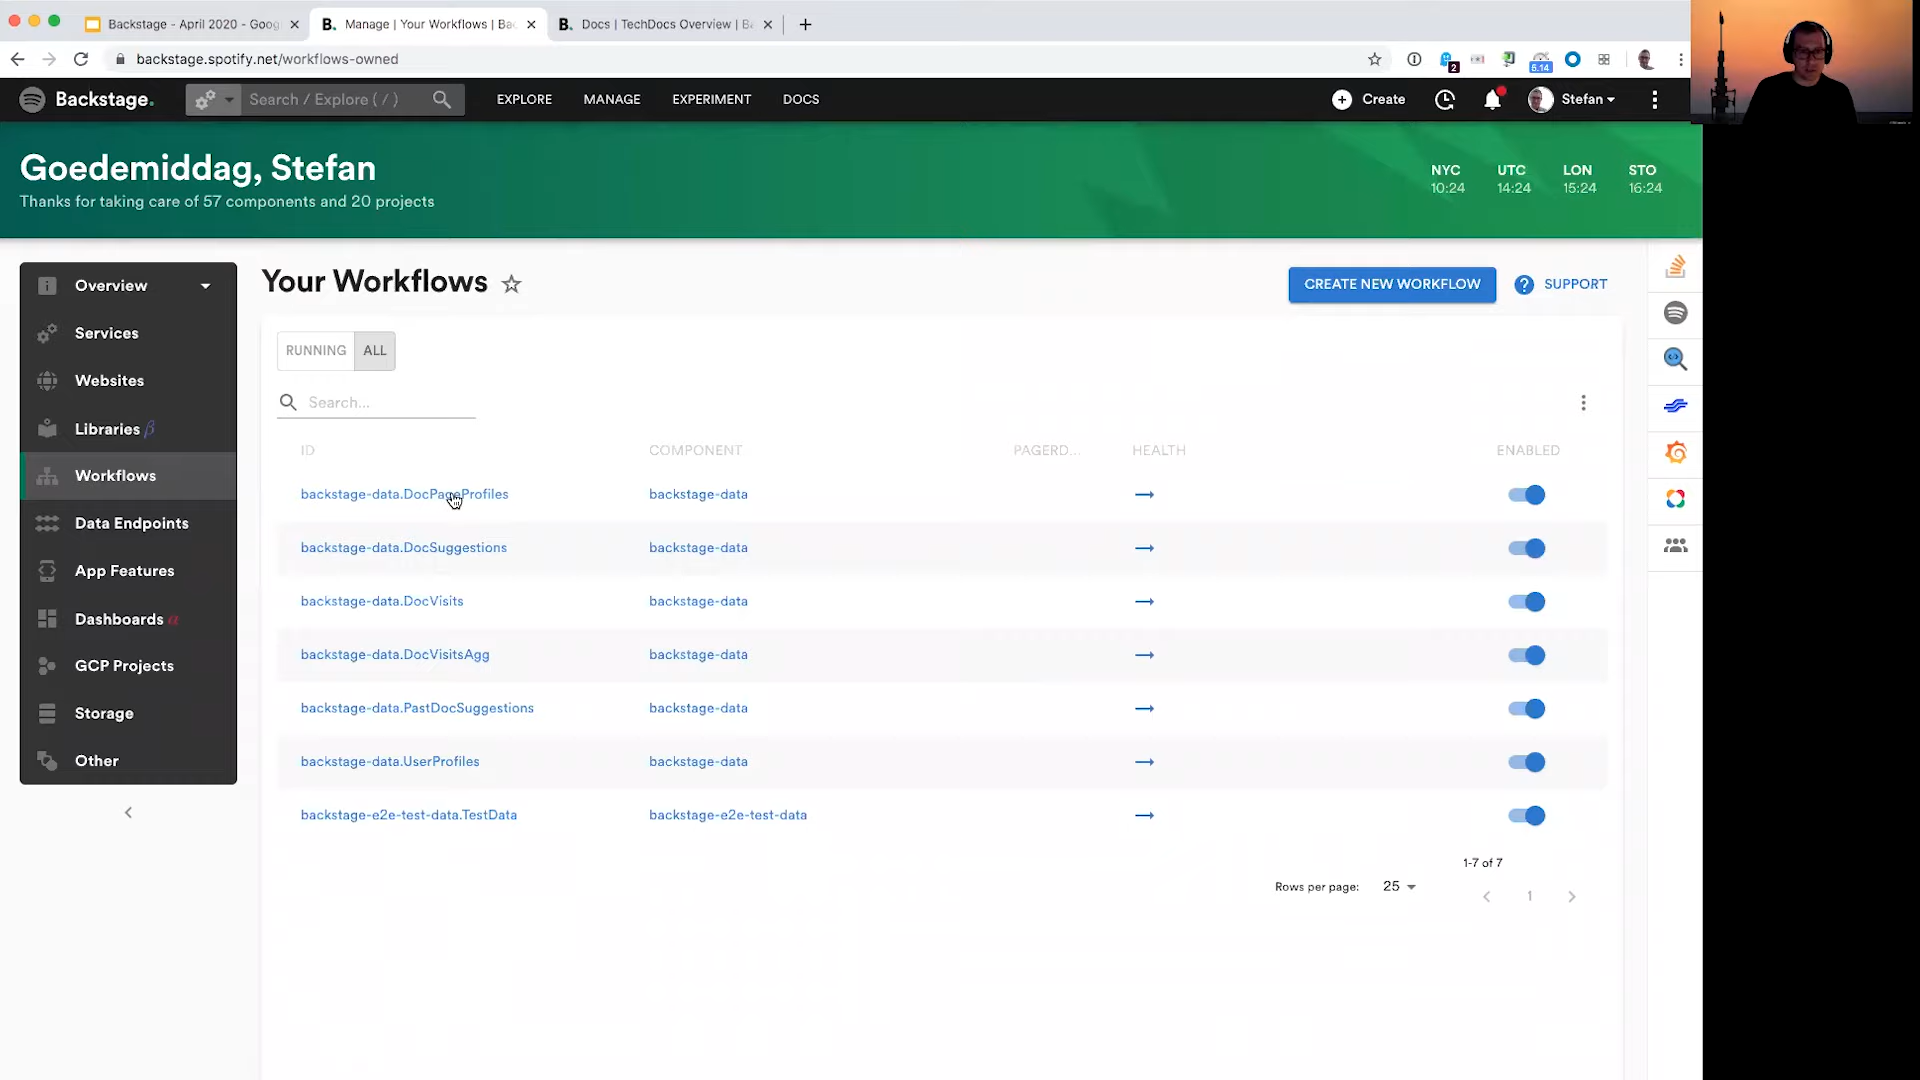 Backstage - April 2020 - Goog
B. Manage | Your Workflows | Ba
B. Docs | TechDocs Overview | B
backstage.spotify.net/workflows-owned
2
6.14
Backstage.
Search / Explore ( / )
EXPLORE
MANAGE
EXPERIMENT
DOCS
Create
Stefan
Goedemiddag, Stefan
Thanks for taking care of 57 components and 20 projects
NYC UTC LON STO
10:24 14:24 15:24 16:24
Overview
Services
Websites
Libraries β
Workflows
Data Endpoints
App Features
Dashboards α
GCP Projects
Storage
Other
Your Workflows
CREATE NEW WORKFLOW
? SUPPORT
RUNNING ALL
Search...
ID COMPONENT PAGERD... HEALTH ENABLED
backstage-data.DocPageProfiles backstage-data
backstage-data.DocSuggestions backstage-data
backstage-data.DocVisits backstage-data
backstage-data.DocVisitsAgg backstage-data
backstage-data.PastDocSuggestions backstage-data
backstage-data.UserProfiles backstage-data
backstage-e2e-test-data.TestData backstage-e2e-test-data
1-7 of 7
Rows per page: 25
1